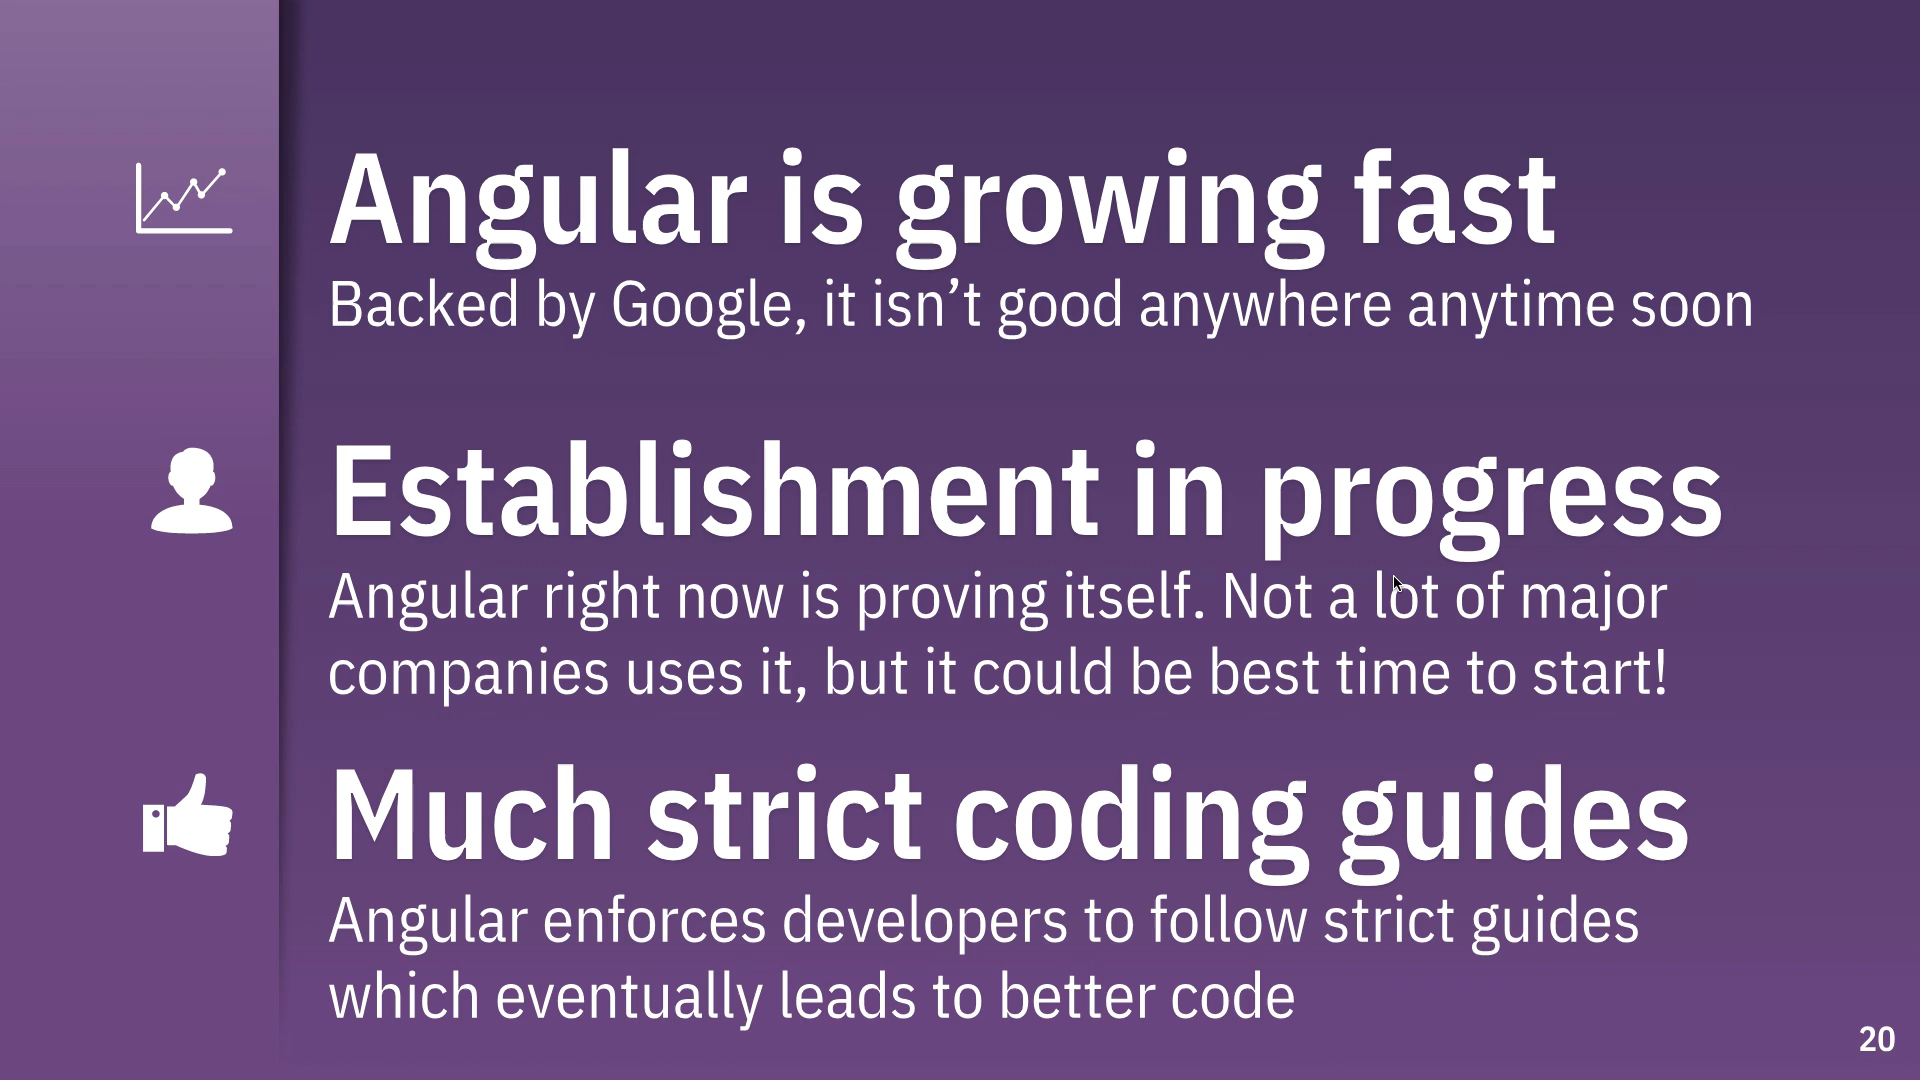 Angular is growing fast
Backed by Google, it isn’t good anywhere anytime soon
Establishment in progress
Angular right now is proving itself. Not a lot of major
companies uses it, but it could be best time to start!
Much strict coding guides
Angular enforces developers to follow strict guides
which eventually leads to better code
20